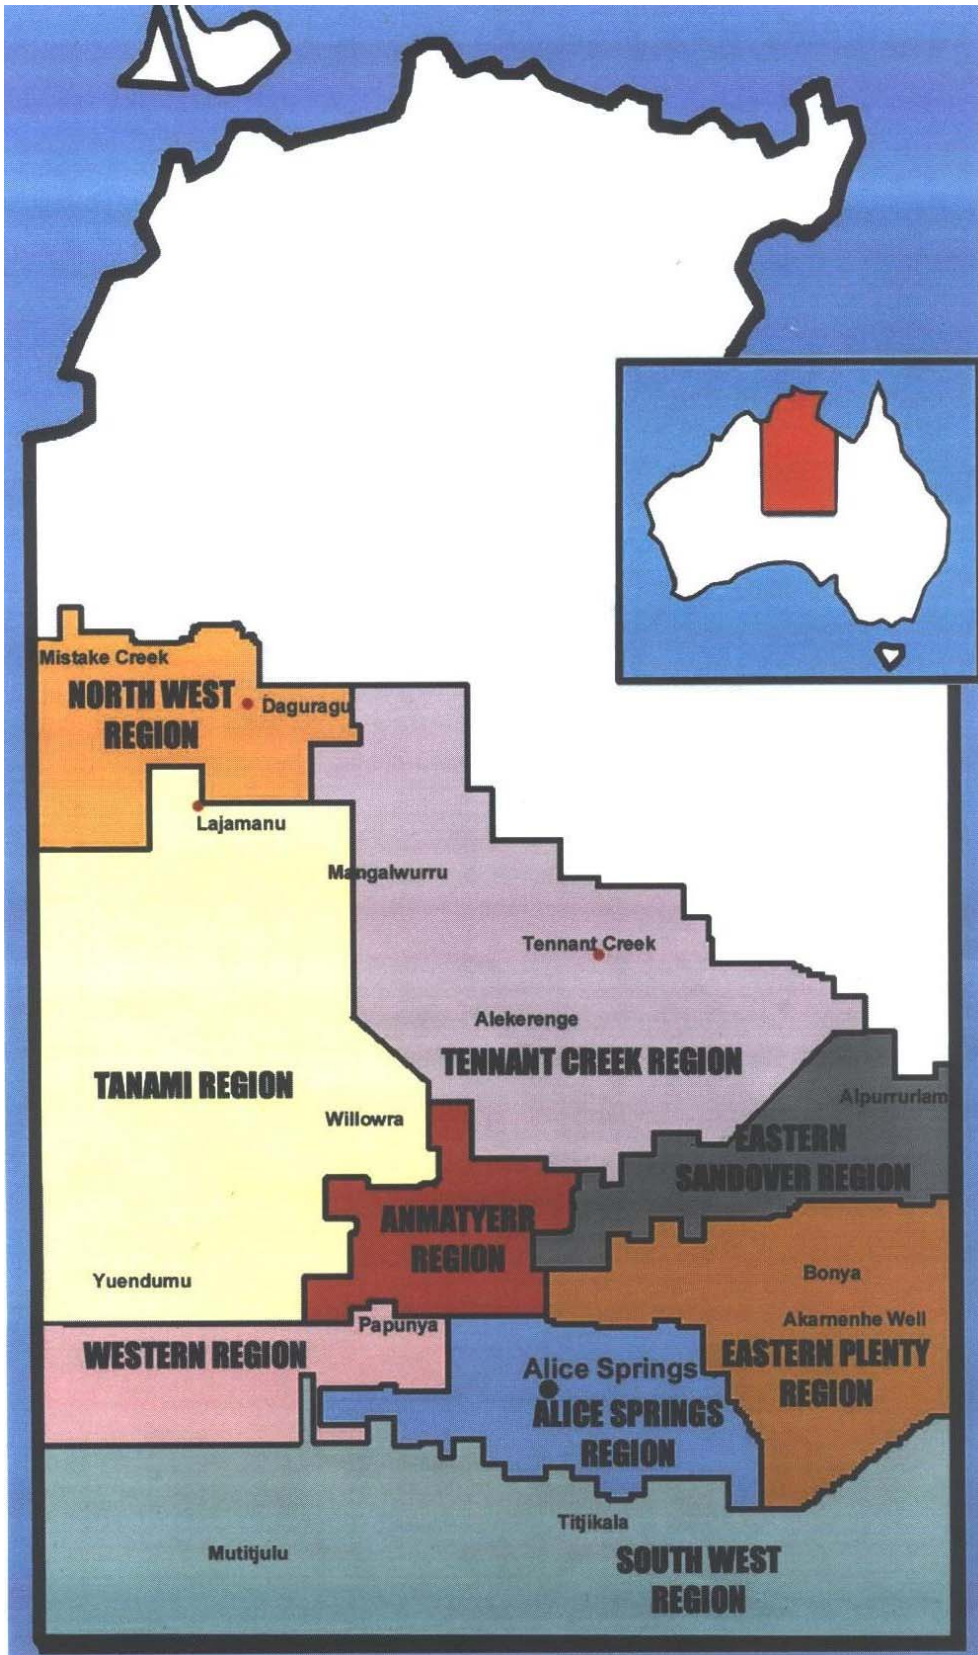 Mistake Creek
NORTH WEST
REGION
Daguragu
Lajamanu
Mangalwurru
Tennant Creek
Alekerenge
TENNANT CREEK REGION
TANAMI REGION
Willowra
Alpurrurlam
EASTERN
SANDOVER REGION
ANMATYERR
REGION
Yuendumu
Bonya
Akarnenhe Well
Papunya
WESTERN REGION
EASTERN PLENTY
REGION
Alice Springs
ALICE SPRINGS
REGION
Titjikala
Mutitjulu
SOUTH WEST
REGION